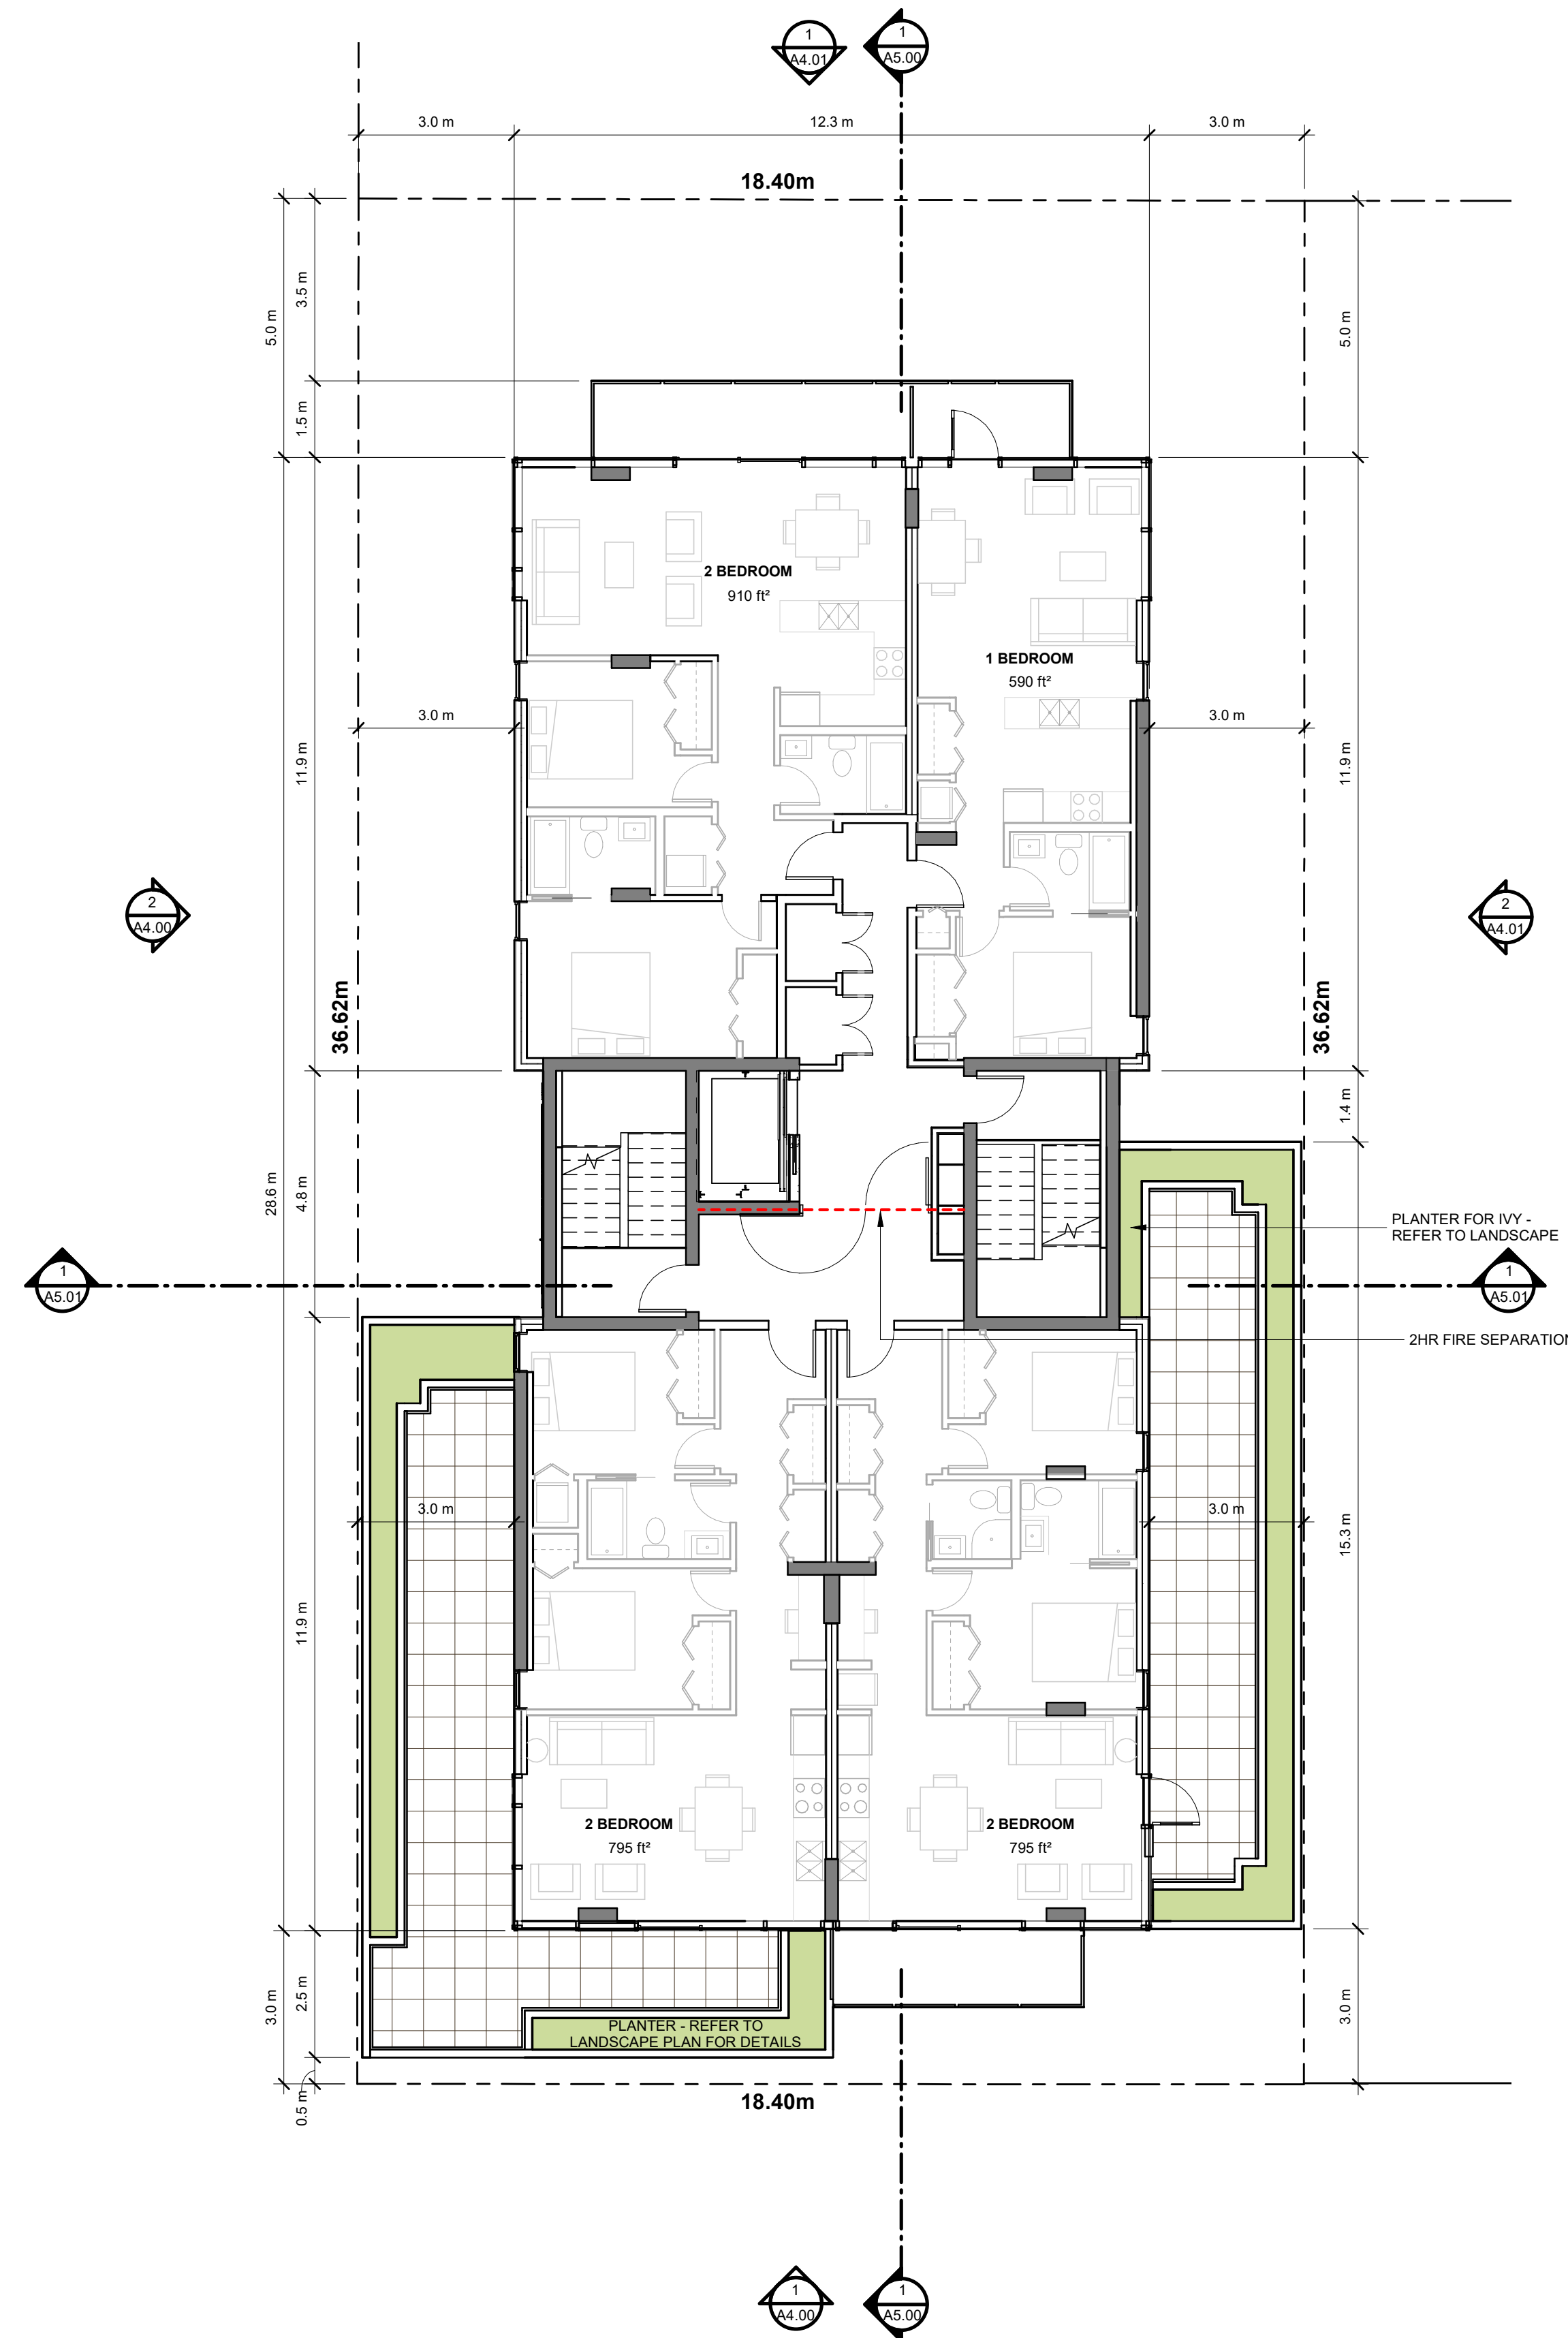 1
A4.01
1
A5.00
3.0 m
12.3 m
3.0 m
18.40m
5.0 m
3.5 m
5.0 m
1.5 m
2 BEDROOM
910 ft²
1 BEDROOM
590 ft²
3.0 m
3.0 m
11.9 m
11.9 m
2
A4.00
2
A4.01
36.62m
36.62m
1.4 m
28.6 m
4.8 m
PLANTER FOR IVY -
REFER TO LANDSCAPE
1
A5.01
1
A5.01
2HR FIRE SEPARATION
3.0 m
3.0 m
15.3 m
11.9 m
2 BEDROOM
795 ft²
2 BEDROOM
795 ft²
3.0 m
2.5 m
3.0 m
PLANTER - REFER TO
LANDSCAPE PLAN FOR DETAILS
0.5 m
18.40m
1
A4.00
1
A5.00